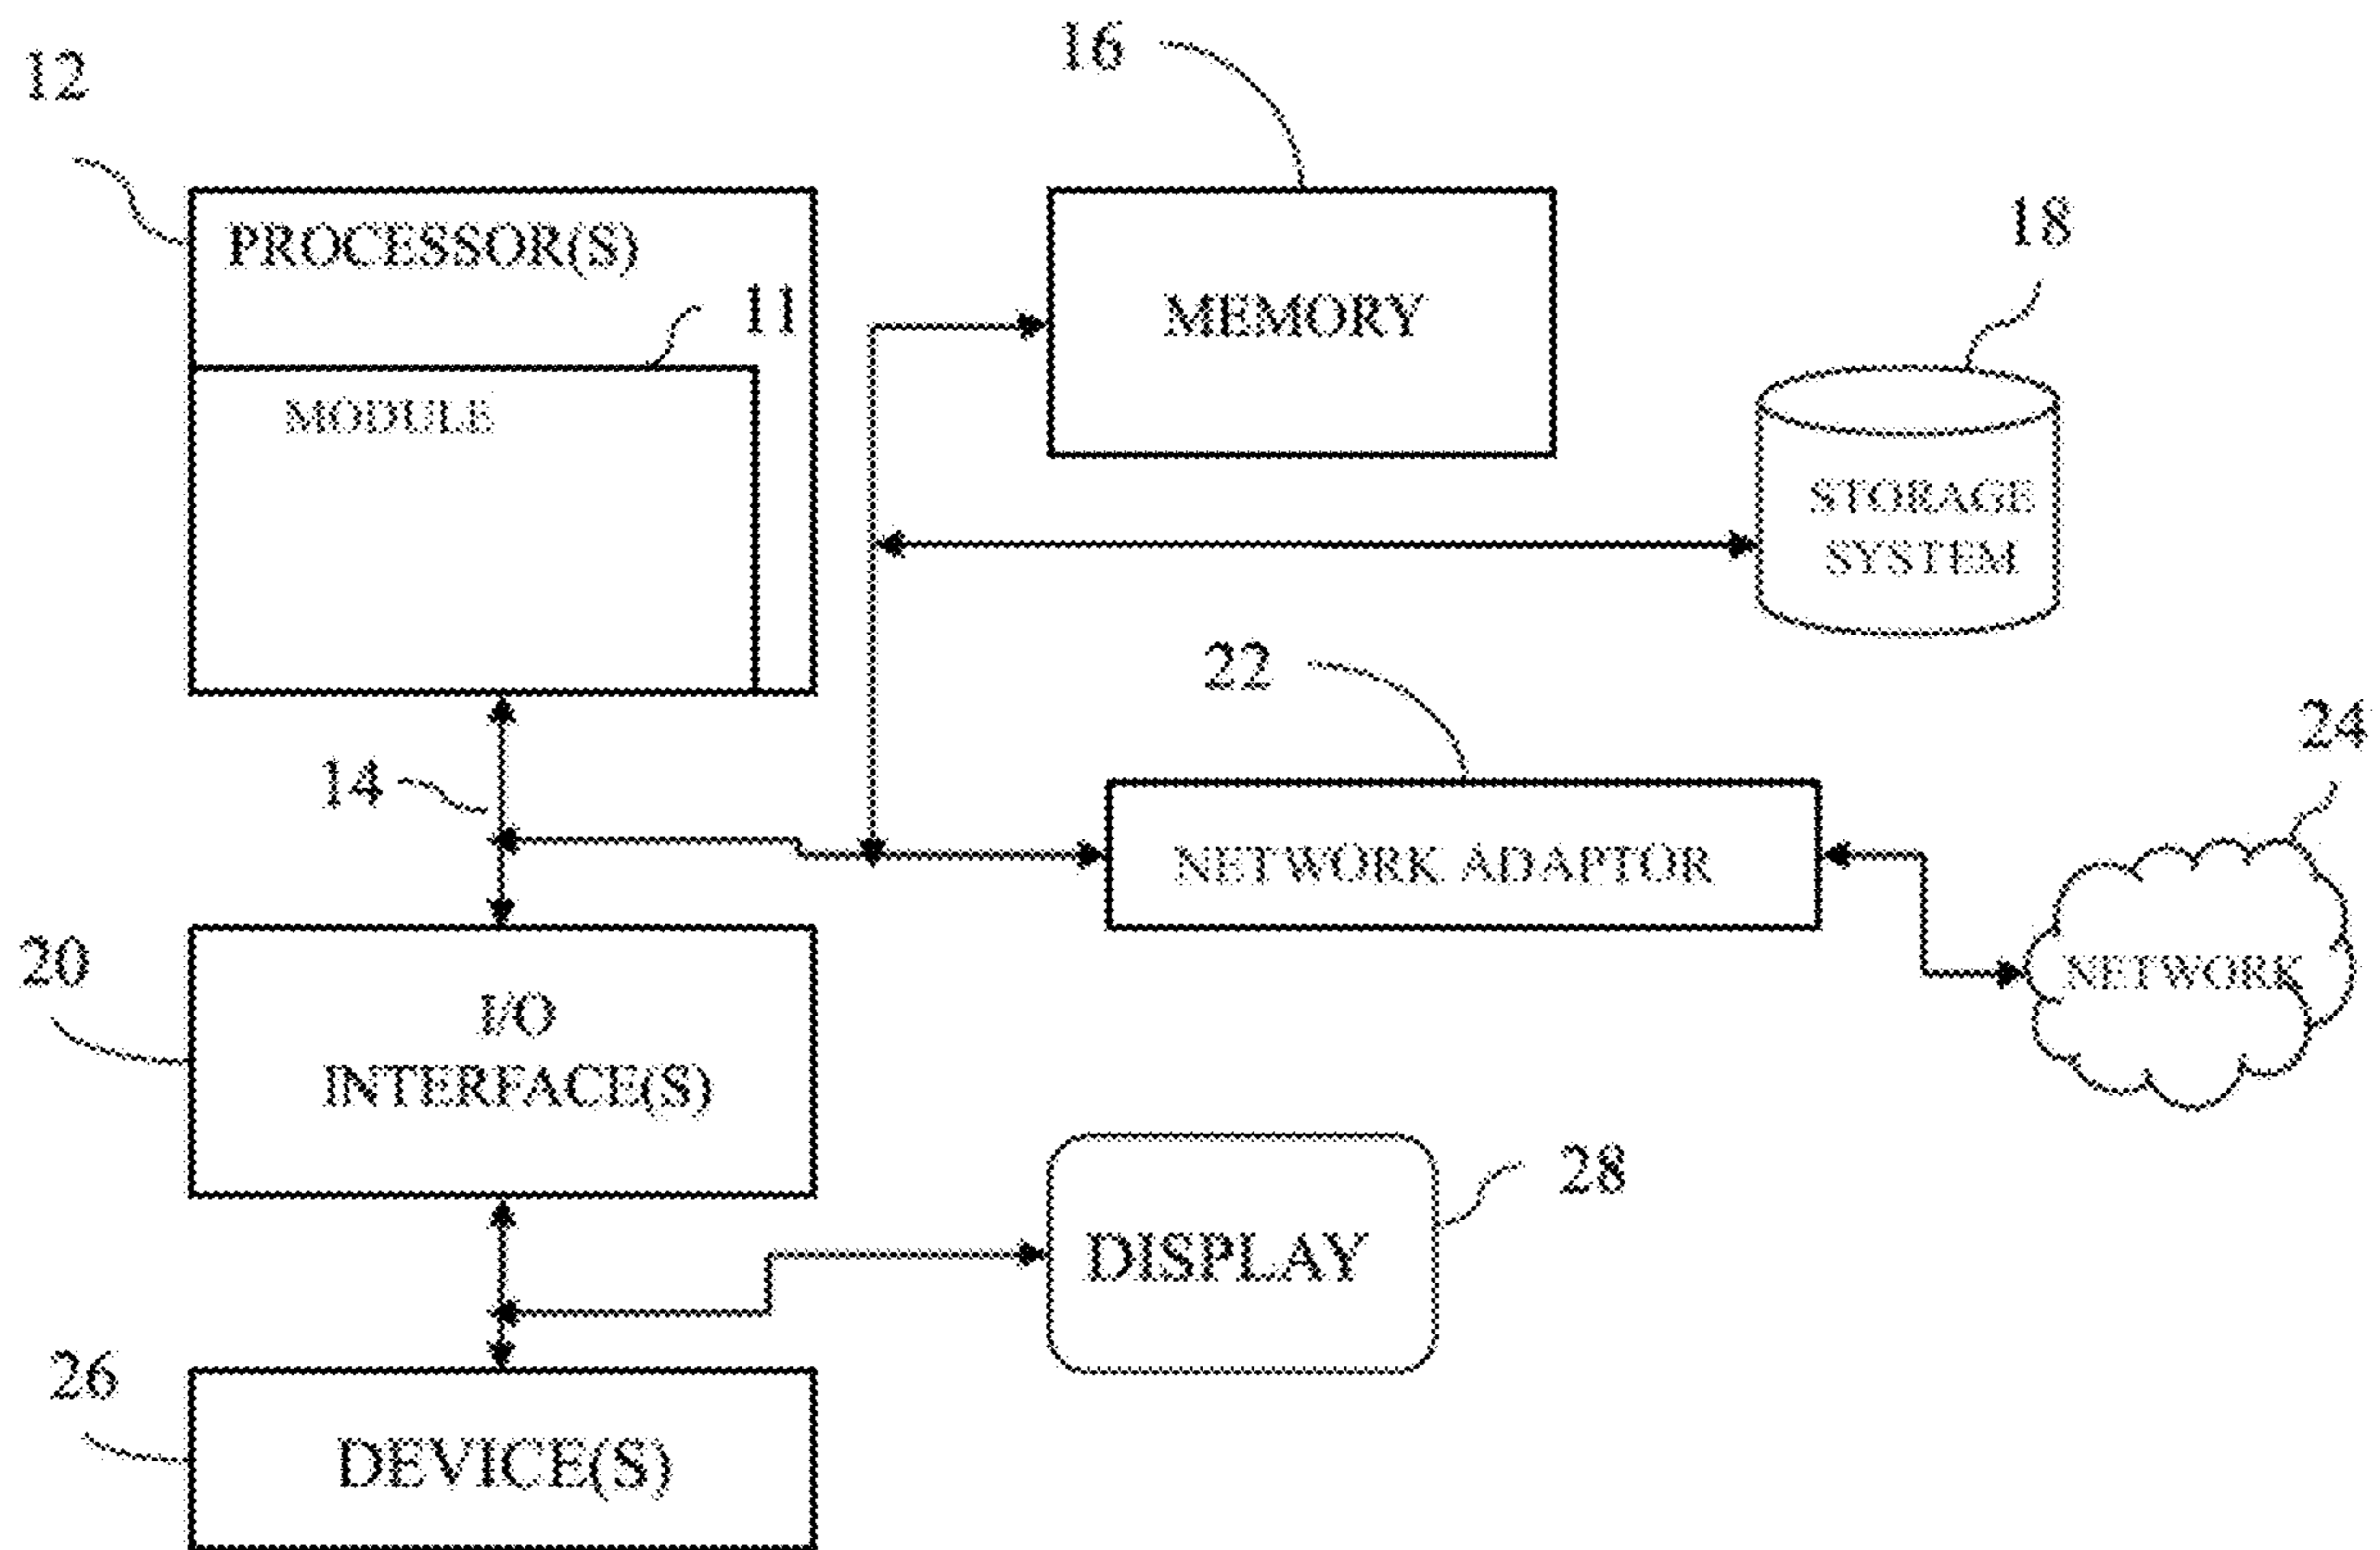 12
16
PROCESSOR(S)
11
18
MEMORY
MODULE
STORAGE
SYSTEM
22
24
14
NETWORK ADAPTOR
20
NETWORK
I/O
INTERFACE(S)
28
DISPLAY
26
DEVICE(S)